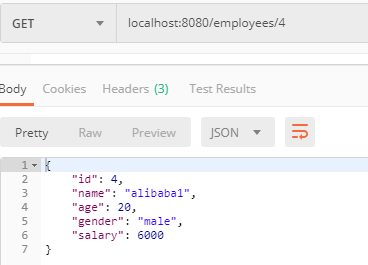 GET localhost:8080/employees/4
Body Cookies Headers (3) Test Results
Pretty Raw Preview JSON
1 {
2 "id": 4,
3 "name": "alibaba1",
4 "age": 20,
5 "gender": "male",
6 "salary": 6000
7 }